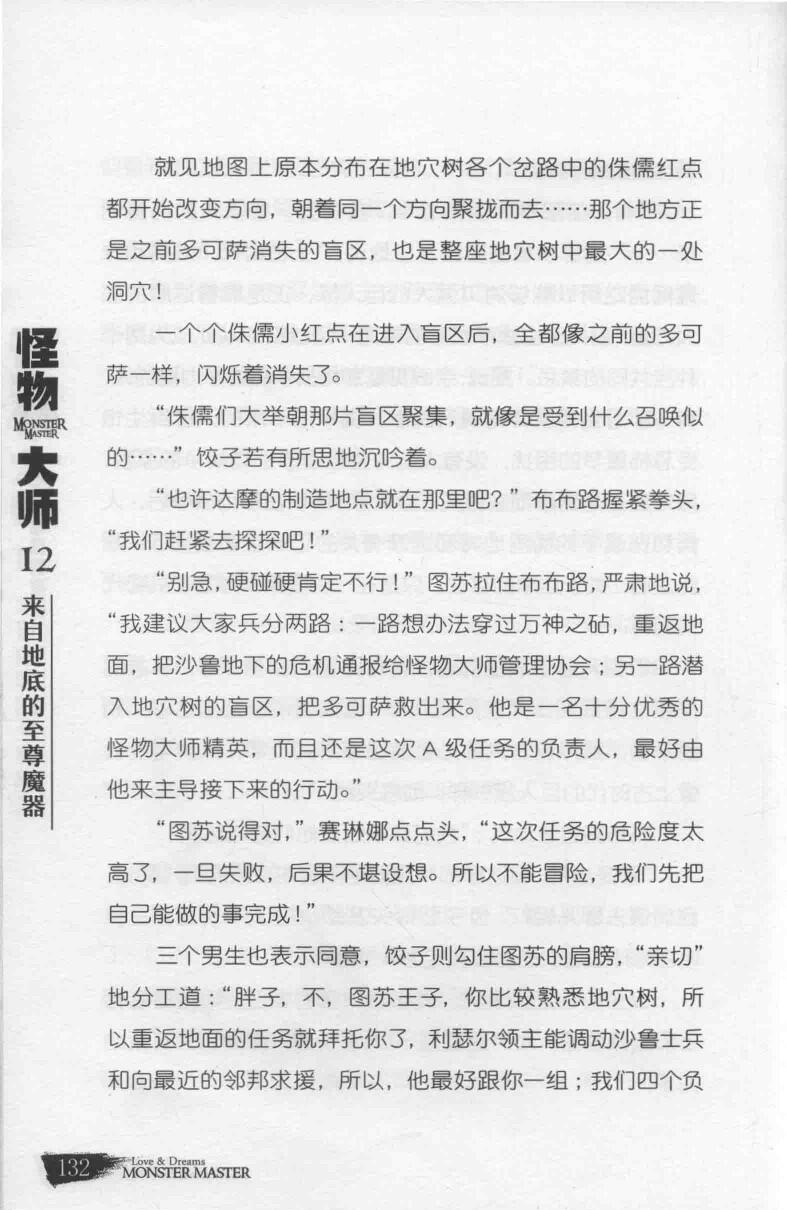 就见地图上原本分布在地穴树各个岔路中的侏儒红点
都开始改变方向，朝着同一个方向聚拢而去……那个地方正
是之前多可萨消失的盲区，也是整座地穴树中最大的一处
洞穴！
一个个侏儒小红点在进入盲区后，全都像之前的多可
萨一样，闪烁着消失了。
“侏儒们大举朝那片盲区聚集，就像是受到什么召唤似
的……”饺子若有所思地沉吟着。
“也许达摩的制造地点就在那里吧？”布布路握紧拳头，
“我们赶紧去探探吧！”
“别急，硬碰硬肯定不行！”图苏拉住布布路，严肃地说，
“我建议大家兵分两路：一路想办法穿过万神之砧，重返地
面，把沙鲁地下的危机通报给怪物大师管理协会；另一路潜
入地穴树的盲区，把多可萨救出来。他是一名十分优秀的
怪物大师精英，而且还是这次 A 级任务的负责人，最好由
他来主导接下来的行动。”
“图苏说得对，”赛琳娜点点头，“这次任务的危险度太
高了，一旦失败，后果不堪设想。所以不能冒险，我们先把
自己能做的事完成！”
三个男生也表示同意，饺子则勾住图苏的肩膀，“亲切”
地分工道：“胖子，不，图苏王子，你比较熟悉地穴树，所
以重返地面的任务就拜托你了，利瑟尔领主能调动沙鲁士兵
和向最近的邻邦求援，所以，他最好跟你一组；我们四个负
怪物
MONSTER
MASTER
大师
12
来自地底的至尊魔器
132
Love & Dreams
MONSTER MASTER